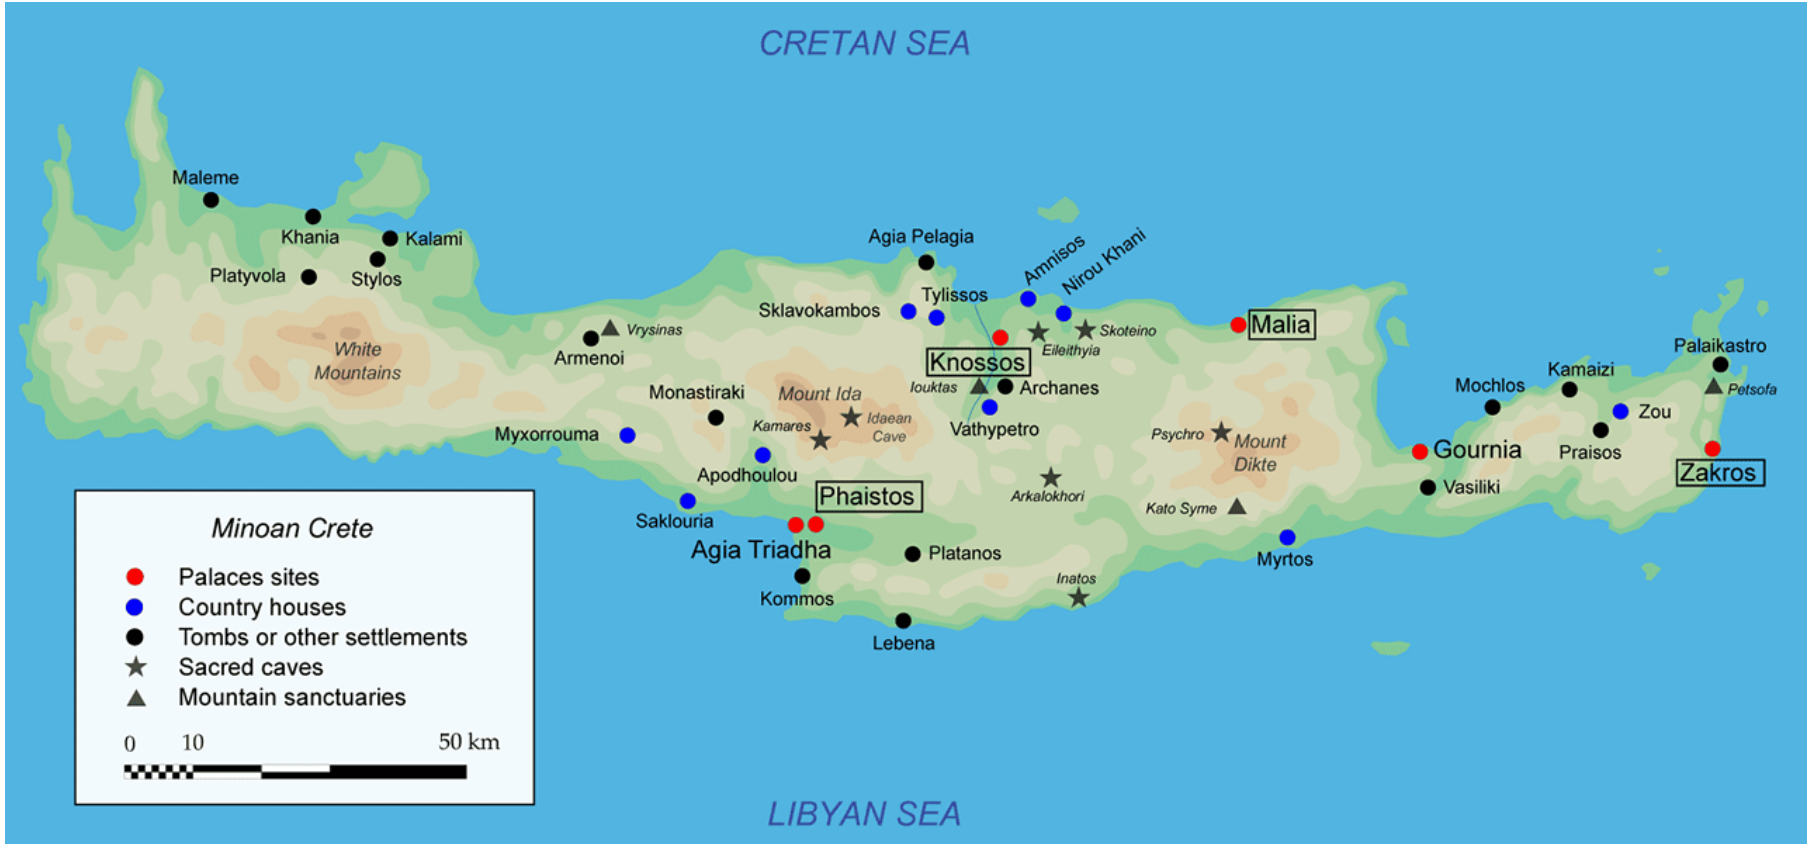 CRETAN SEA
Maleme
Khania
Kalami
Platyvola
Stylos
Agia Pelagia
Amnisos
Nirou Khani
Tylissos
Sklavokambos
Vrysinas
Armenoi
White
Mountains
Knossos
Eileithyia
Skoteino
Malia
Palaikastro
Monastiraki
Mount Ida
Iouktas
Archanes
Mochlos
Kamaizi
Petsofa
Kamares
Idaean
Cave
Vathypetro
Zou
Myxorrouma
Psychro
Mount
Dikte
Gournia
Praisos
Zakros
Apodhoulou
Phaistos
Arkalokhori
Kato Syme
Vasiliki
Saklouria
Agia Triadha
Platanos
Myrtos
Kommos
Inatos
Lebena
Minoan Crete
Palaces sites
Country houses
Tombs or other settlements
Sacred caves
Mountain sanctuaries
0 10 50 km
LIBYAN SEA